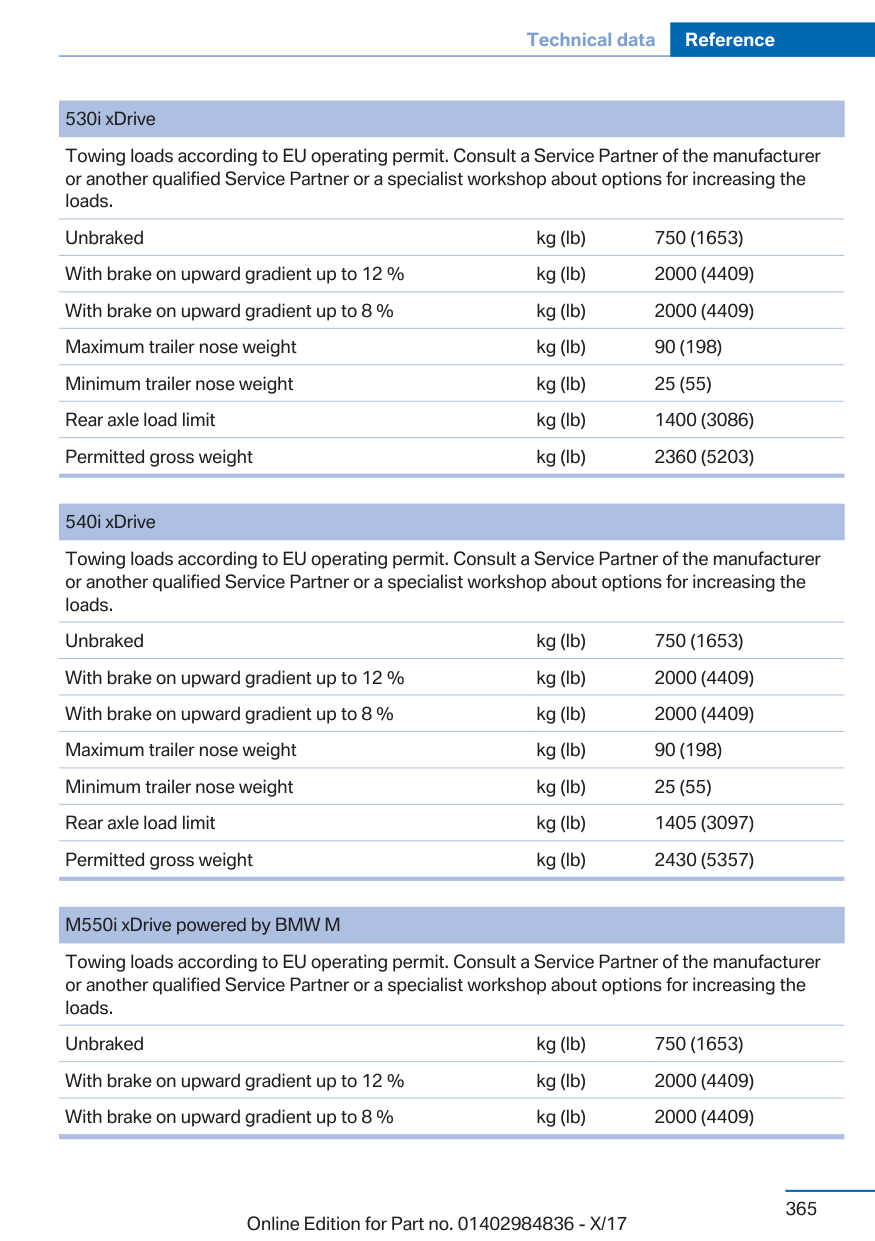 Technical data Reference
530i xDrive
Towing loads according to EU operating permit. Consult a Service Partner of the manufacturer
or another qualified Service Partner or a specialist workshop about options for increasing the
loads.
Unbraked kg (lb) 750 (1653)
With brake on upward gradient up to 12 % kg (lb) 2000 (4409)
With brake on upward gradient up to 8 % kg (lb) 2000 (4409)
Maximum trailer nose weight kg (lb) 90 (198)
Minimum trailer nose weight kg (lb) 25 (55)
Rear axle load limit kg (lb) 1400 (3086)
Permitted gross weight kg (lb) 2360 (5203)
540i xDrive
Towing loads according to EU operating permit. Consult a Service Partner of the manufacturer
or another qualified Service Partner or a specialist workshop about options for increasing the
loads.
Unbraked kg (lb) 750 (1653)
With brake on upward gradient up to 12 % kg (lb) 2000 (4409)
With brake on upward gradient up to 8 % kg (lb) 2000 (4409)
Maximum trailer nose weight kg (lb) 90 (198)
Minimum trailer nose weight kg (lb) 25 (55)
Rear axle load limit kg (lb) 1405 (3097)
Permitted gross weight kg (lb) 2430 (5357)
M550i xDrive powered by BMW M
Towing loads according to EU operating permit. Consult a Service Partner of the manufacturer
or another qualified Service Partner or a specialist workshop about options for increasing the
loads.
Unbraked kg (lb) 750 (1653)
With brake on upward gradient up to 12 % kg (lb) 2000 (4409)
With brake on upward gradient up to 8 % kg (lb) 2000 (4409)
365
Online Edition for Part no. 01402984836 - X/17